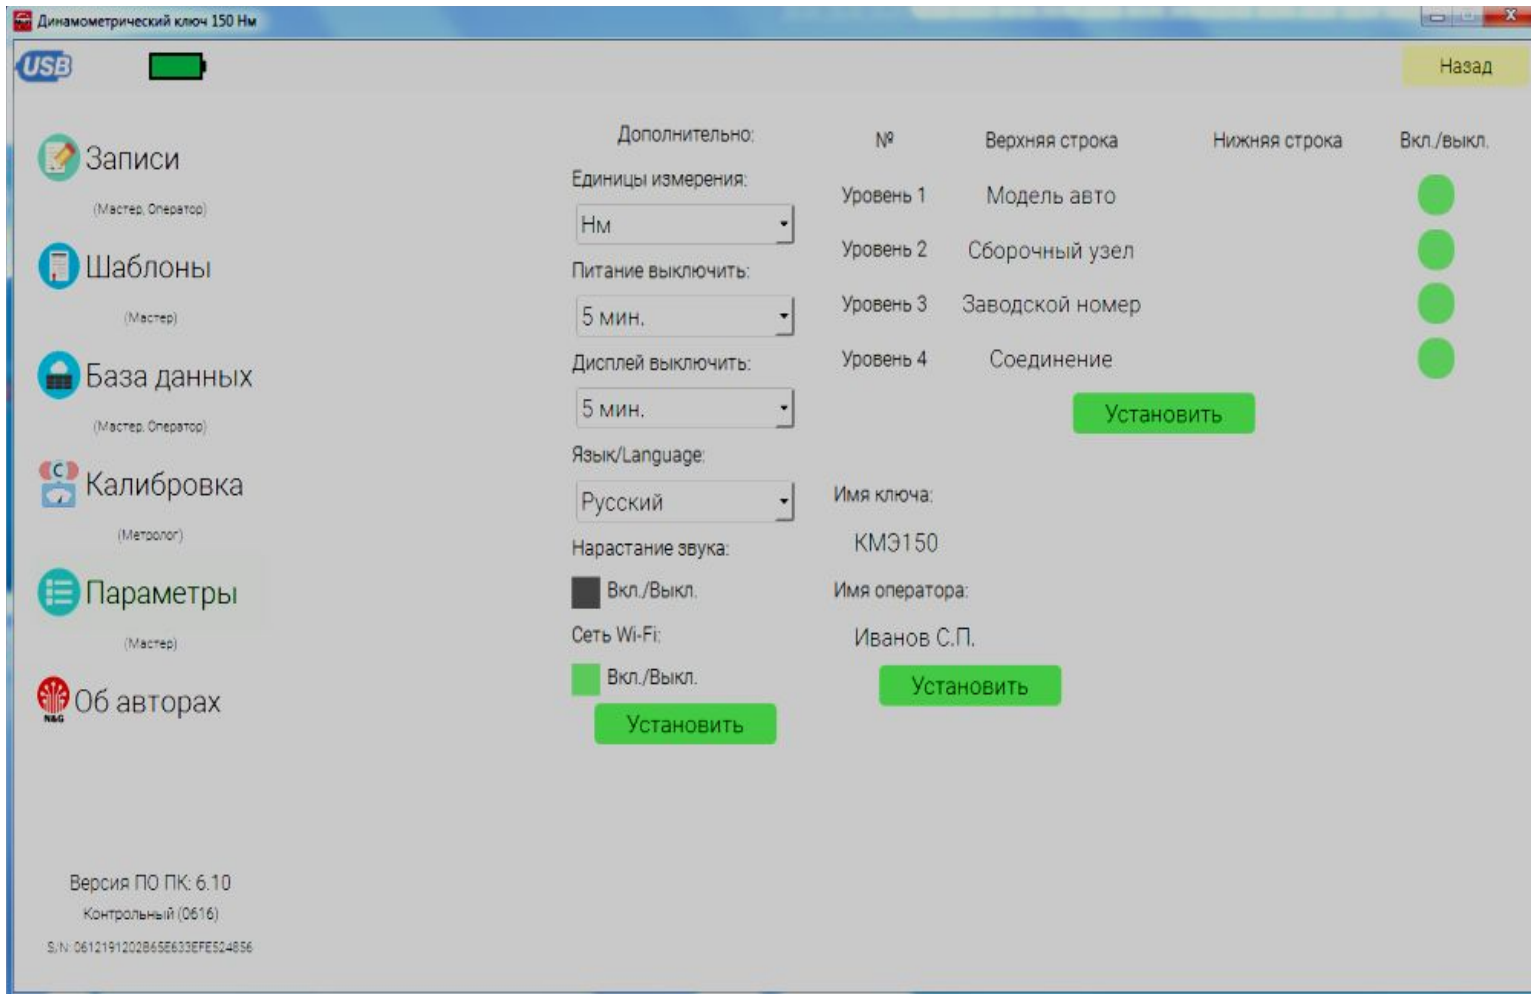 Динамометрический ключ 150 Нм
USB
Назад
Записи
(Мастер, Оператор)
Шаблоны
(Мастер)
База данных
(Мастер, Оператор)
Калибровка
(Метролог)
Параметры
(Мастер)
N&G
Об авторах
Версия ПО ПК: 6.10
Контрольный (0616)
S/N: 0612191202B65E633EFE524856
Дополнительно:
Единицы измерения:
Нм
Питание выключить:
5 мин.
Дисплей выключить:
5 мин.
Язык/Language:
Русский
Нарастание звука:
Вкл./Выкл.
Сеть Wi-Fi:
Вкл./Выкл.
Установить
№ Верхняя строка Нижняя строка Вкл./выкл.
Уровень 1 Модель авто
Уровень 2 Сборочный узел
Уровень 3 Заводской номер
Уровень 4 Соединение
Установить
Имя ключа:
КМЭ150
Имя оператора:
Иванов С.П.
Установить